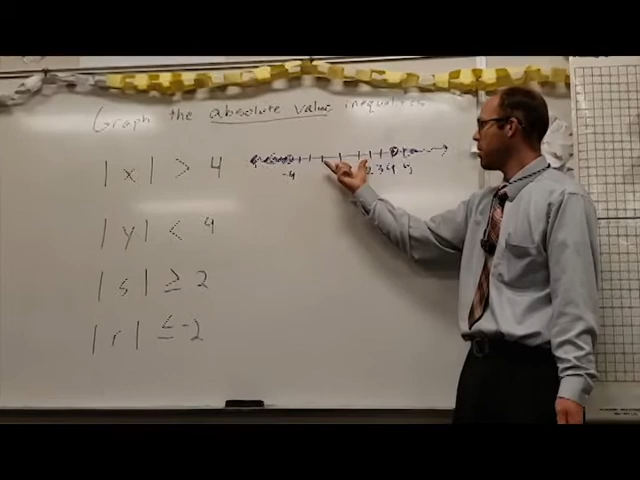 Graph the absolute value inequalities
|x| > 4
-4 2 3 4 5
|y| < 4
|s| ≥ 2
|r| ≤ -2